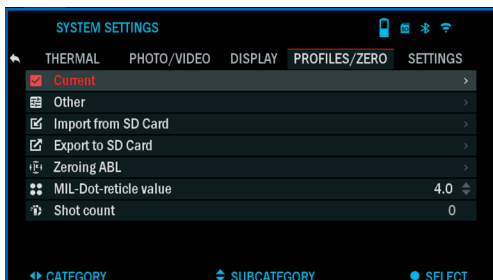 SYSTEM SETTINGS
THERMAL PHOTO/VIDEO DISPLAY PROFILES/ZERO SETTINGS
Current
Other
Import from SD Card
Export to SD Card
Zeroing ABL
MIL-Dot-reticle value 4.0
Shot count 0
CATEGORY SUBCATEGORY SELECT